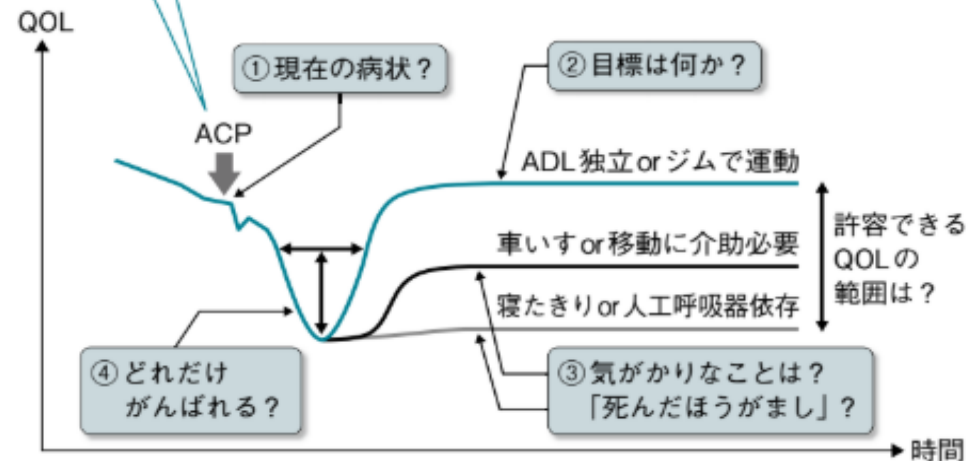 QOL
①現在の病状？
②目標は何か？
ACP
ADL独立orジムで運動
車いすor移動に介助必要
寝たきりor人工呼吸器依存
許容できる
QOLの
範囲は？
④どれだけ
がんばれる？
③気がかりなことは？
「死んだほうがまし」？
時間